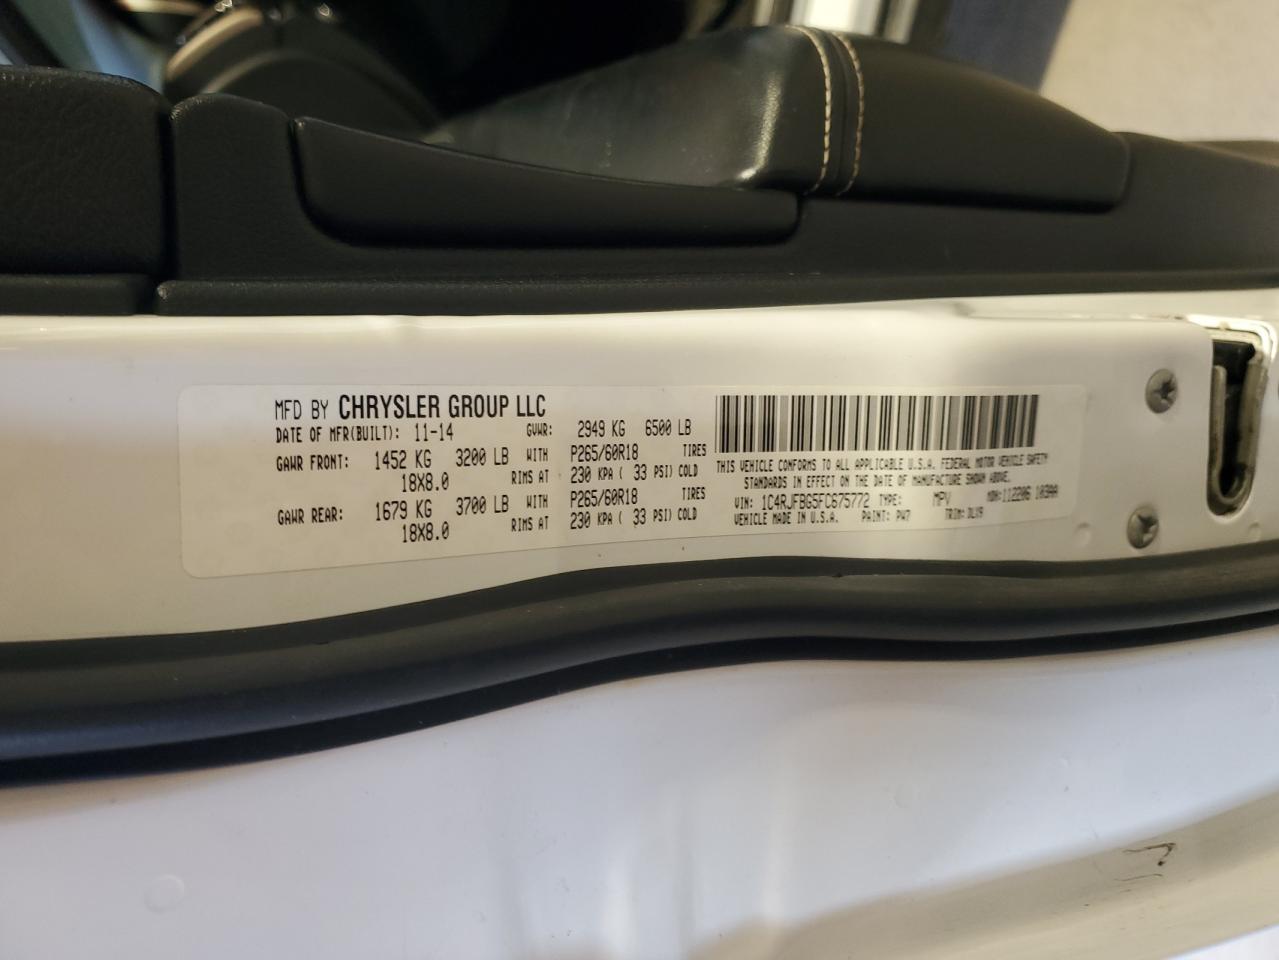 MFD BY CHRYSLER GROUP LLC
DATE OF MFR(BUILT): 11-14 GVWR: 2949 KG 6500 LB
GAWR FRONT: 1452 KG 3200 LB WITH P265/60R18 TIRES
18X8.0 RIMS AT 230 KPA ( 33 PSI) COLD
GAWR REAR: 1679 KG 3700 LB WITH P265/60R18 TIRES
18X8.0 RIMS AT 230 KPA ( 33 PSI) COLD
THIS VEHICLE CONFORMS TO ALL APPLICABLE U.S.A. FEDERAL MOTOR VEHICLE SAFETY
STANDARDS IN EFFECT ON THE DATE OF MANUFACTURE SHOWN ABOVE.
VIN: 1C4RJFBG5FC675772 TYPE: MPV MDH: 112206 
VEHICLE MADE IN U.S.A. PAINT: PW7 TRIM: DLX9